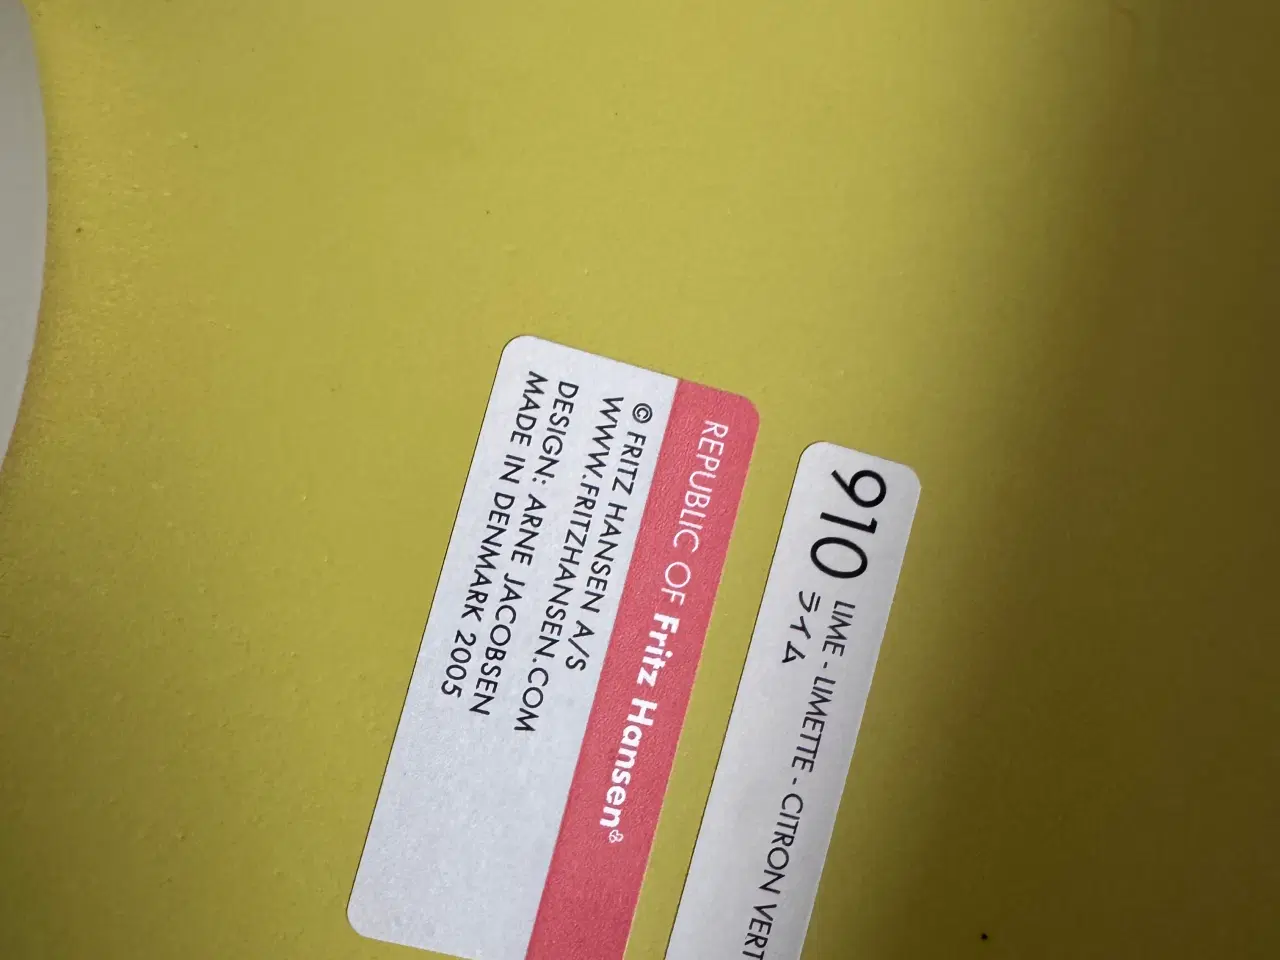 910 LIME - LIMETTE - CITRON VERT
ライム
REPUBLIC OF Fritz Hansen®
© FRITZ HANSEN A/S
WWW.FRITZHANSEN.COM
DESIGN: ARNE JACOBSEN
MADE IN DENMARK 2005